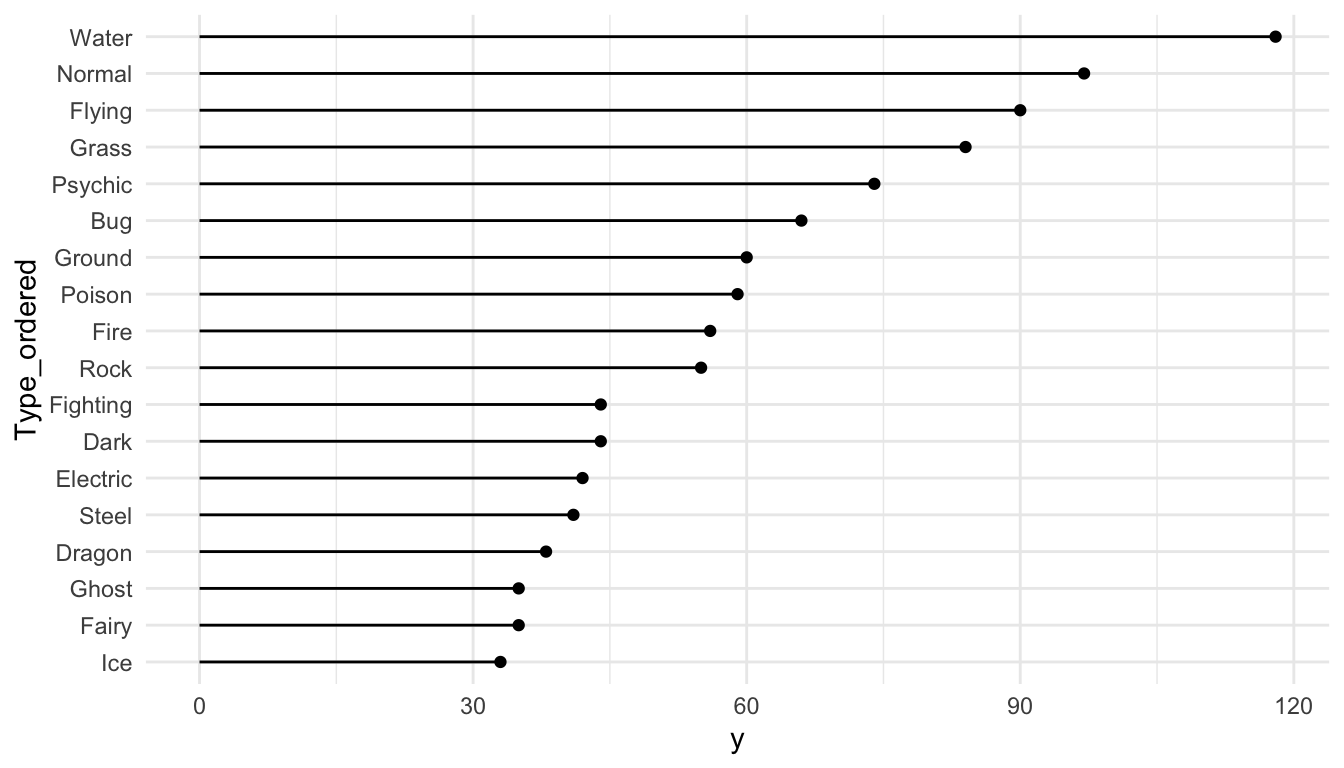 Water
Normal
Flying
Grass
Psychic
Bug
Ground
Poison
Fire
Rock
Fighting
Dark
Electric
Steel
Dragon
Ghost
Fairy
Ice
Type_ordered
0 30 60 90 120
y